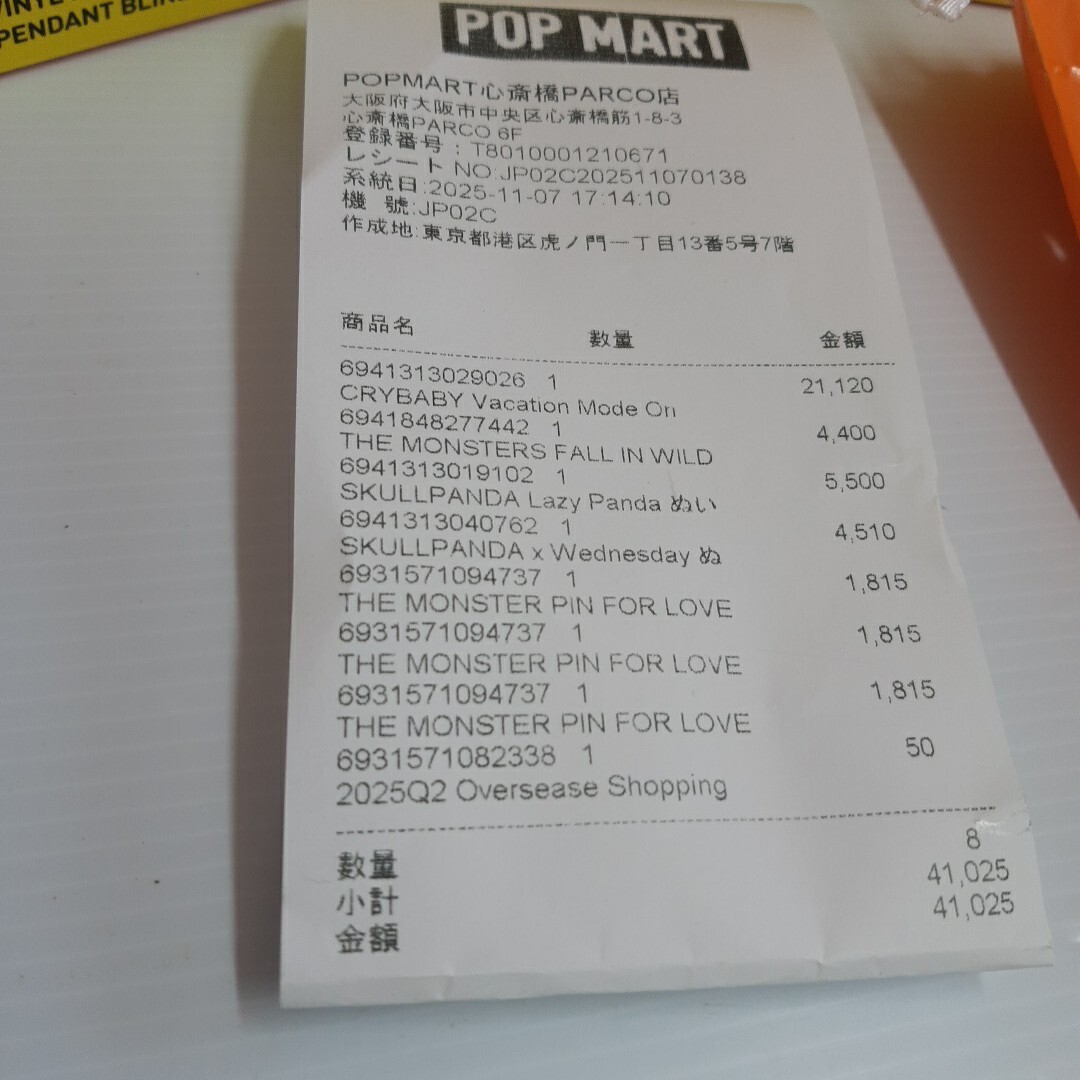 PENDANT
POP MART
POPMART心斎橋PARCO店
大阪府大阪市中央区心斎橋筋1-8-3
心斎橋PARCO 6F
登録番号：T8010001210671
レシート NO:JP02C202511070138
系統日:2025-11-07 17:14:10
機 號:JP02C
作成地:東京都港区虎ノ門一丁目13番5号7階
商品名 数量 金額
6941313029026 1 21,120
CRYBABY Vacation Mode On
6941848277442 1 4,400
THE MONSTERS FALL IN WILD
6941313019102 1 5,500
SKULLPANDA Lazy Panda ぬい
6941313040762 1 4,510
SKULLPANDA x Wednesday ぬ
6931571094737 1 1,815
THE MONSTER PIN FOR LOVE
6931571094737 1 1,815
THE MONSTER PIN FOR LOVE
6931571094737 1 1,815
THE MONSTER PIN FOR LOVE
6931571082338 1 50
2025Q2 Oversease Shopping
数量 8
小計 41,025
金額 41,025